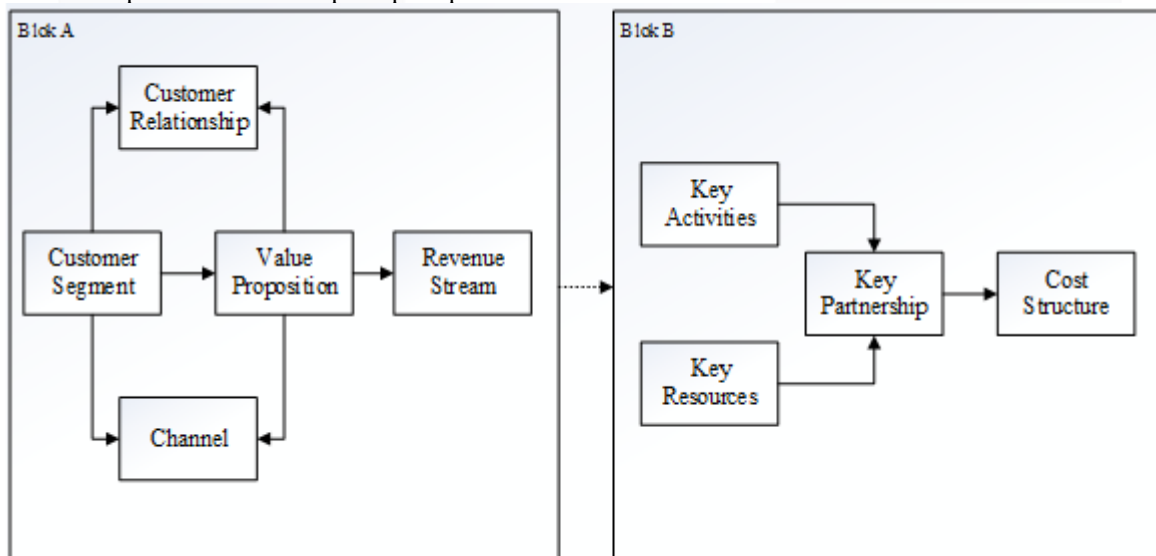 Blok A
Customer
Relationship
Customer
Segment
Value
Proposition
Revenue
Stream
Channel
Blok B
Key
Activities
Key
Partnership
Cost
Structure
Key
Resources